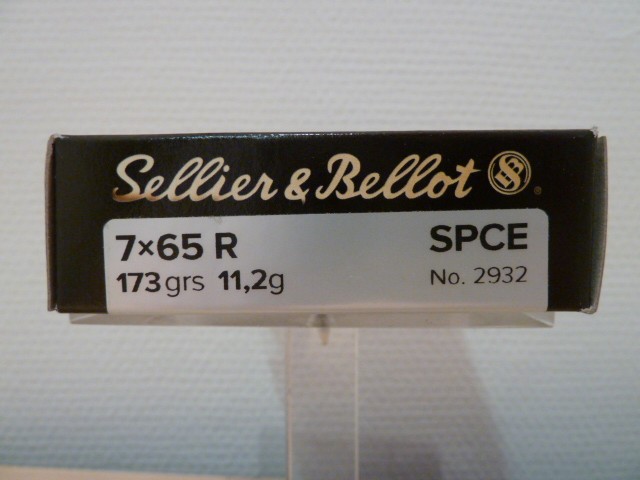 Sellier & Bellot ®
7×65 R SPCE
173 grs 11,2g No. 2932